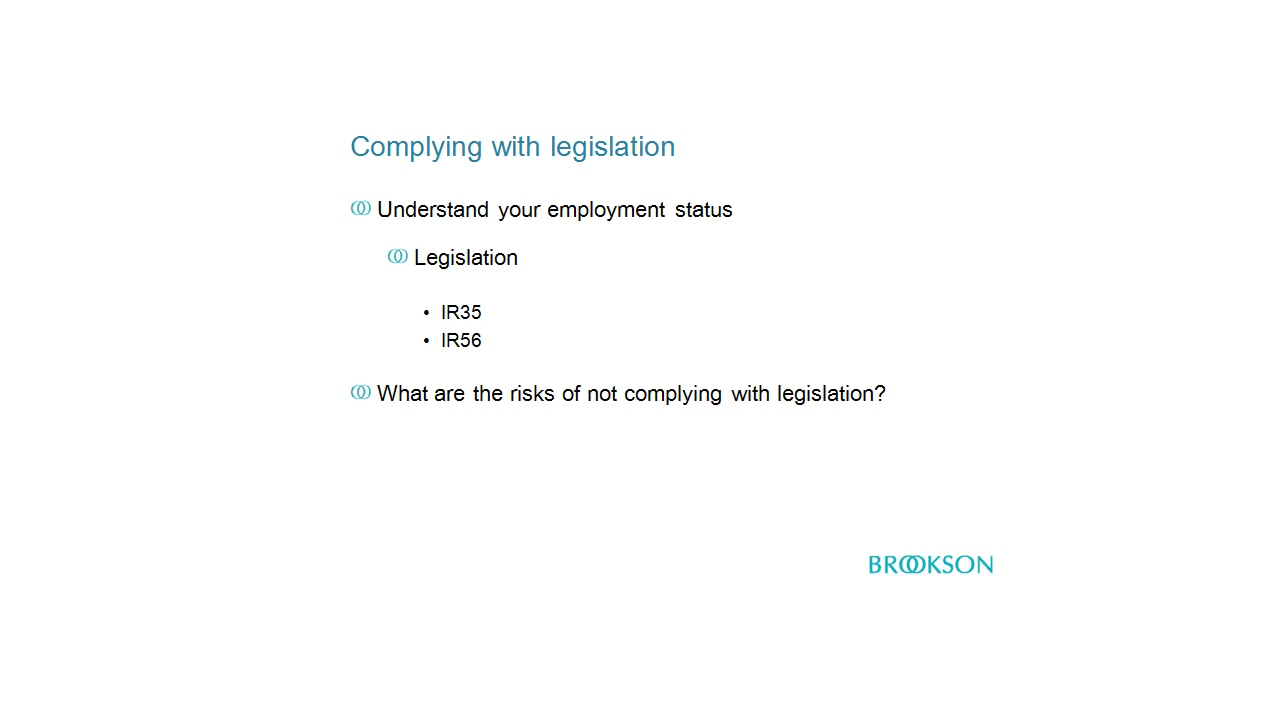 Complying with legislation
Understand your employment status
Legislation
• IR35
• IR56
What are the risks of not complying with legislation?
BROOKSON